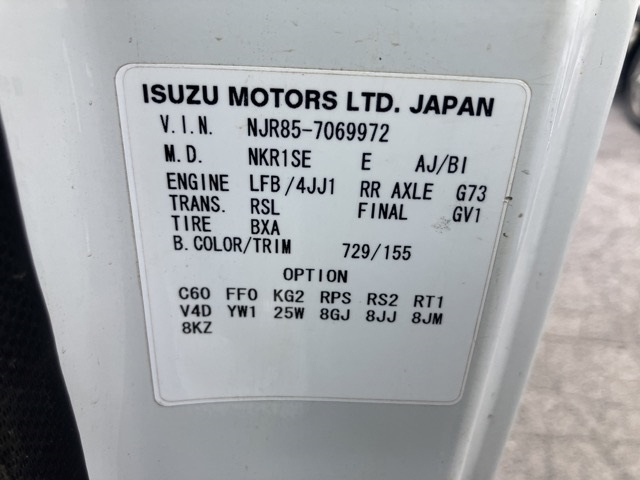 ISUZU MOTORS LTD. JAPAN
V.I.N. NJR85-7069972
M.D. NKR1SE E AJ/BI
ENGINE LFB/4JJ1 RR AXLE G73
TRANS. RSL FINAL GV1
TIRE BXA
B.COLOR/TRIM 729/155
OPTION
C60 FF0 KG2 RPS RS2 RT1
V4D YW1 25W 8GJ 8JJ 8JM
8KZ